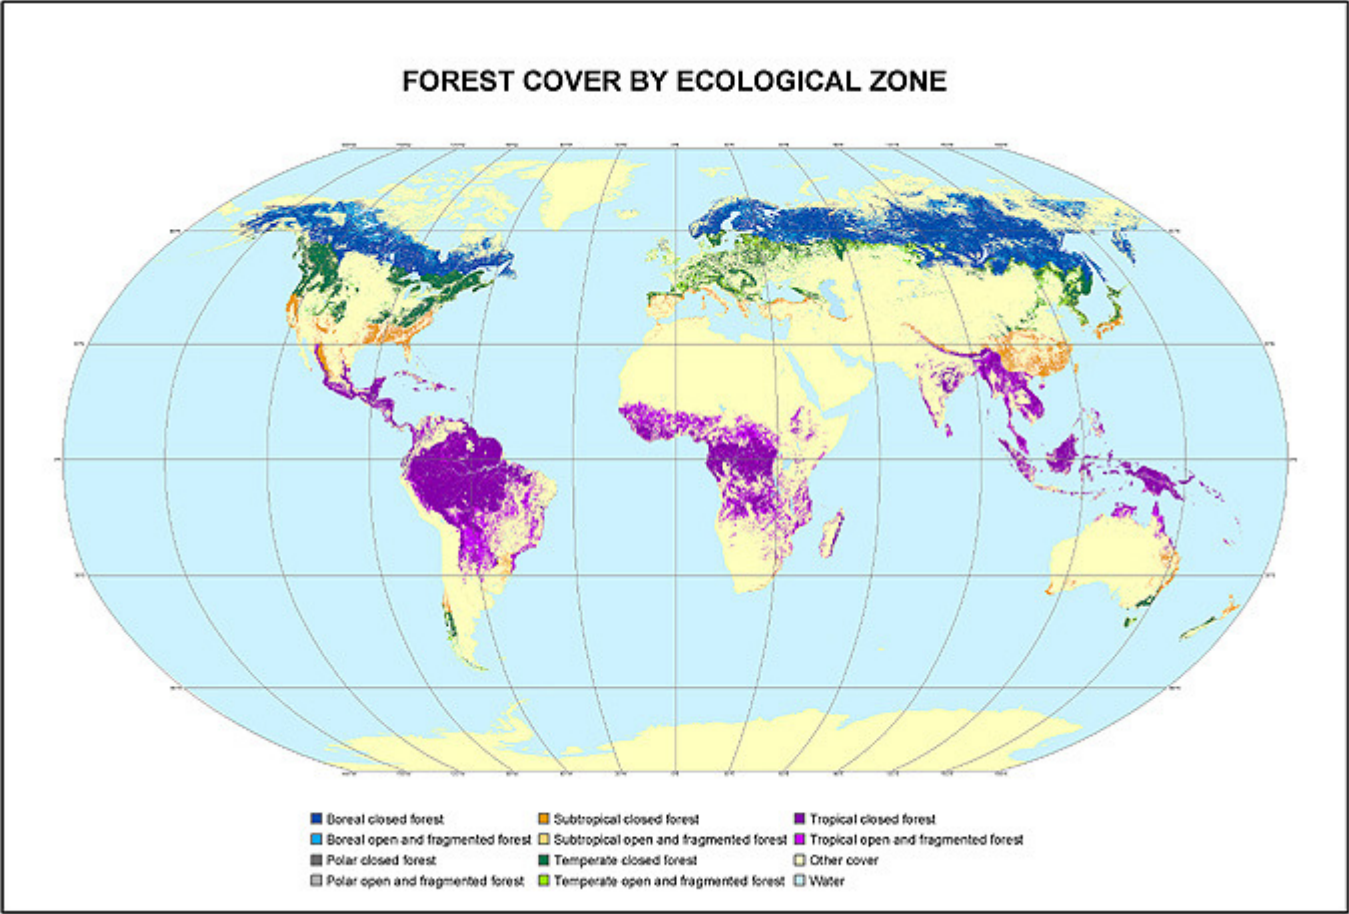 FOREST COVER BY ECOLOGICAL ZONE
Boreal closed forest
Boreal open and fragmented forest
Polar closed forest
Polar open and fragmented forest
Subtropical closed forest
Subtropical open and fragmented forest
Temperate closed forest
Temperate open and fragmented forest
Tropical closed forest
Tropical open and fragmented forest
Other cover
Water